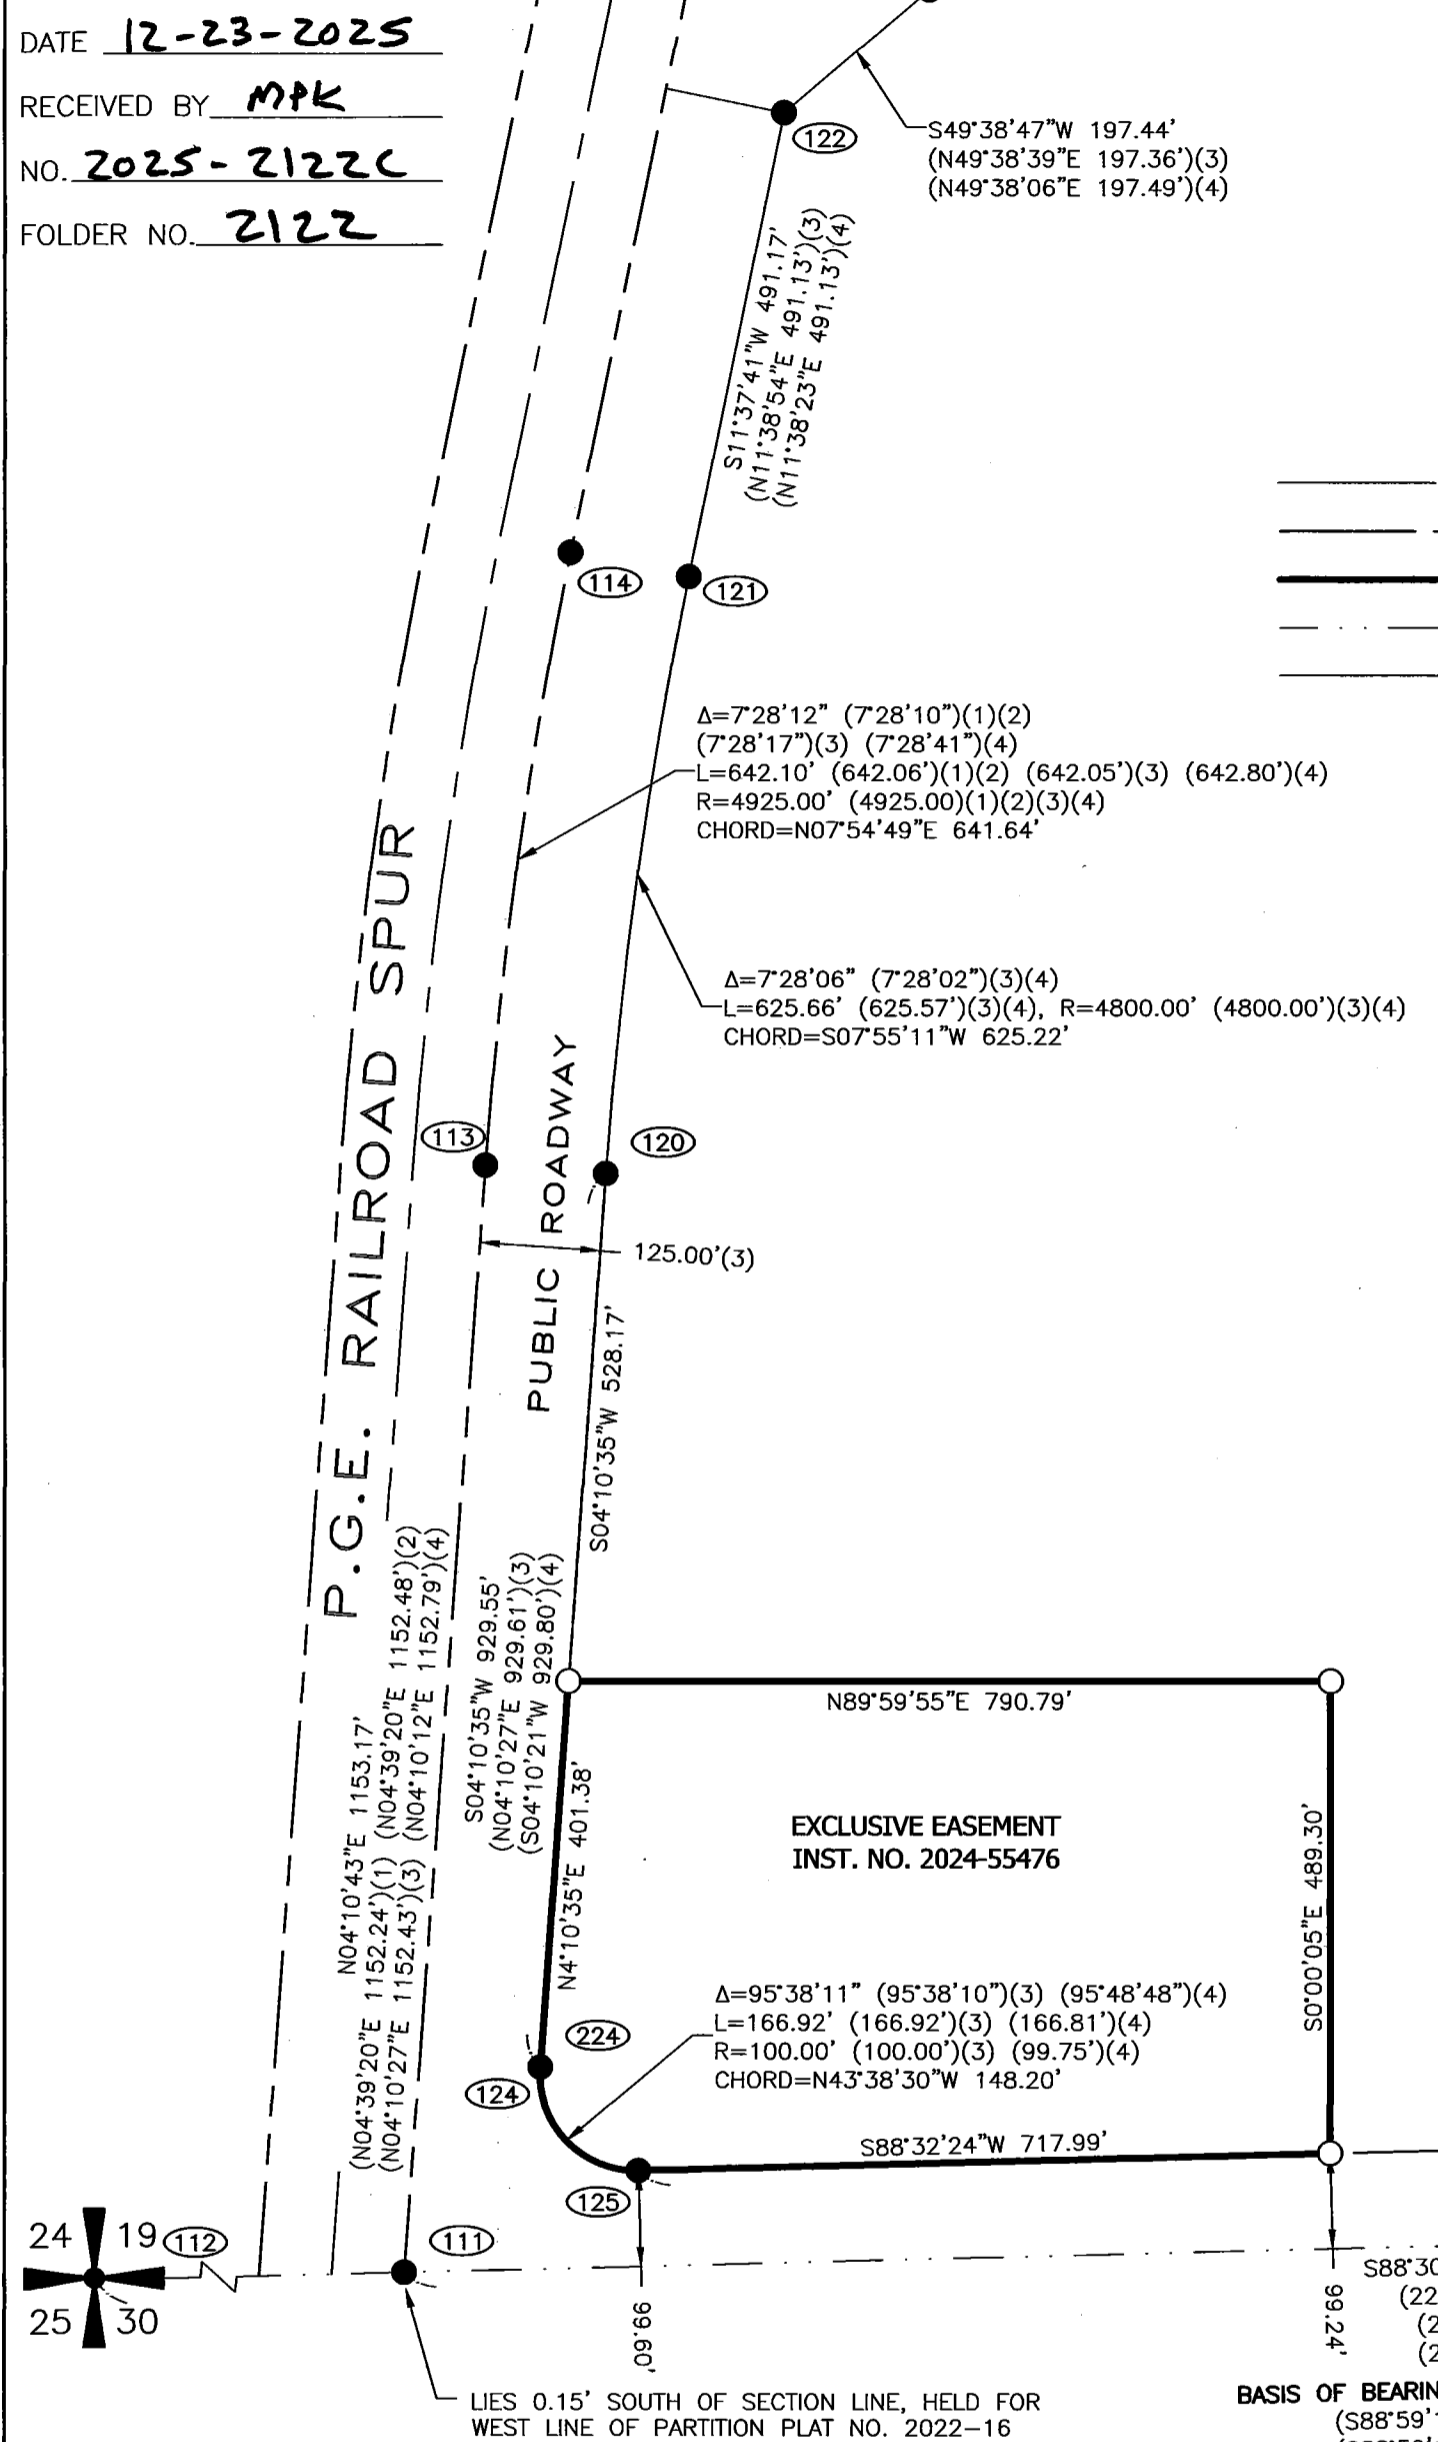 DATE 12-23-2025
RECEIVED BY MPK
NO. 2025-2122C
FOLDER NO. 2122
122
S49°38'47"W 197.44'
(N49°38'39"E 197.36')(3)
(N49°38'06"E 197.49')(4)
S11°37'41"W 491.17'
(N11°38'54"E 491.13')(3)
(N11°38'23"E 491.13')(4)
114
121
Δ=7°28'12" (7°28'10")(1)(2)
(7°28'17")(3) (7°28'41")(4)
L=642.10' (642.06')(1)(2) (642.05')(3) (642.80')(4)
R=4925.00' (4925.00)(1)(2)(3)(4)
CHORD=N07°54'49"E 641.64'
Δ=7°28'06" (7°28'02")(3)(4)
L=625.66' (625.57')(3)(4), R=4800.00' (4800.00')(3)(4)
CHORD=S07°55'11"W 625.22'
P.G.E. RAILROAD SPUR
PUBLIC ROADWAY
113
120
125.00'(3)
S04°10'35"W 528.17'
S04°10'35"W 929.55'
(N04°10'27"E 929.61')(3)
(S04°10'21"W 929.80')(4)
N04°10'43"E 1153.17'
(N04°39'20"E 1152.24')(1) (N04°39'20"E 1152.48')(2)
(N04°10'27"E 1152.43')(3) (N04°10'12"E 1152.79')(4)
N89°59'55"E 790.79'
N4°10'35"E 401.38'
EXCLUSIVE EASEMENT
INST. NO. 2024-55476
S0°00'05"E 489.30'
Δ=95°38'11" (95°38'10")(3) (95°48'48")(4)
L=166.92' (166.92')(3) (166.81')(4)
R=100.00' (100.00')(3) (99.75')(4)
CHORD=N43°38'30"W 148.20'
224
124
S88°32'24"W 717.99'
125
24 19
112
111
25 30
99.60'
99.24'
S88°30
(22
(2
(2
LIES 0.15' SOUTH OF SECTION LINE, HELD FOR
WEST LINE OF PARTITION PLAT NO. 2022-16
BASIS OF BEARIN
(S88°59'